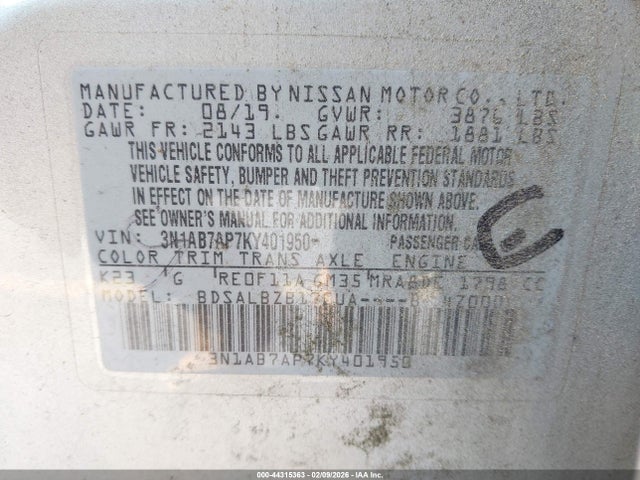 MANUFACTURED BY NISSAN MOTOR CO., LTD.
DATE: 08/19. GVWR: 3876 LBS
GAWR FR: 2143 LBS GAWR RR: 1881 LBS
THIS VEHICLE CONFORMS TO ALL APPLICABLE FEDERAL MOTOR
VEHICLE SAFETY, BUMPER AND THEFT PREVENTION STANDARDS
IN EFFECT ON THE DATE OF MANUFACTURE SHOWN ABOVE.
SEE OWNER'S MANUAL FOR ADDITIONAL INFORMATION.
VIN: 3N1AB7AP7KY401950 PASSENGER CAR
COLOR TRIM TRANS AXLE ENGINE
K23 G RE0F11A GM35 MRA8DE 1798 CC
MODEL:
3N1AB7AP7KY401950
000-44315363 | 02/09/2026 | IAAI.COM